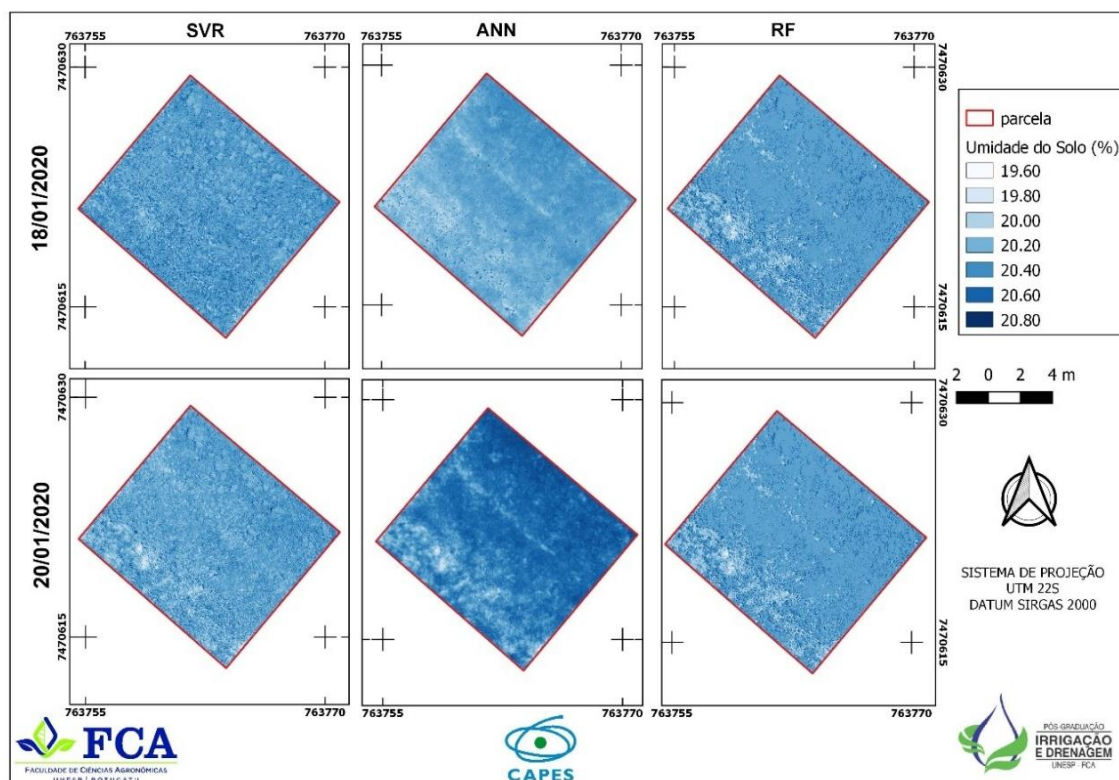 SVR
ANN
RF
763755
763770
763755
763770
763755
763770
7470630
7470630
18/01/2020
7470615
7470615
parcela
Umidade do Solo (%)
19.60
19.80
20.00
20.20
20.40
20.60
20.80
2 0 2 4 m
7470630
7470630
20/01/2020
7470615
7470615
763755
763770
763755
763770
763755
763770
SISTEMA DE PROJEÇÃO
UTM 22S
DATUM SIRGAS 2000
FCA
FACULDADE DE CIÊNCIAS AGRONÔMICAS
UNESP | BOTUCATU
CAPES
PÓS-GRADUAÇÃO
IRRIGAÇÃO
E DRENAGEM
UNESP - FCA